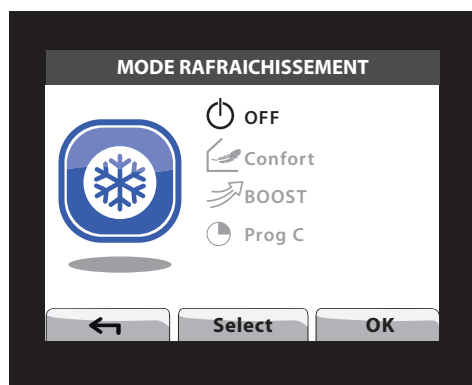 MODE RAFRAICHISSEMENT
OFF
Confort
BOOST
Prog C
Select OK